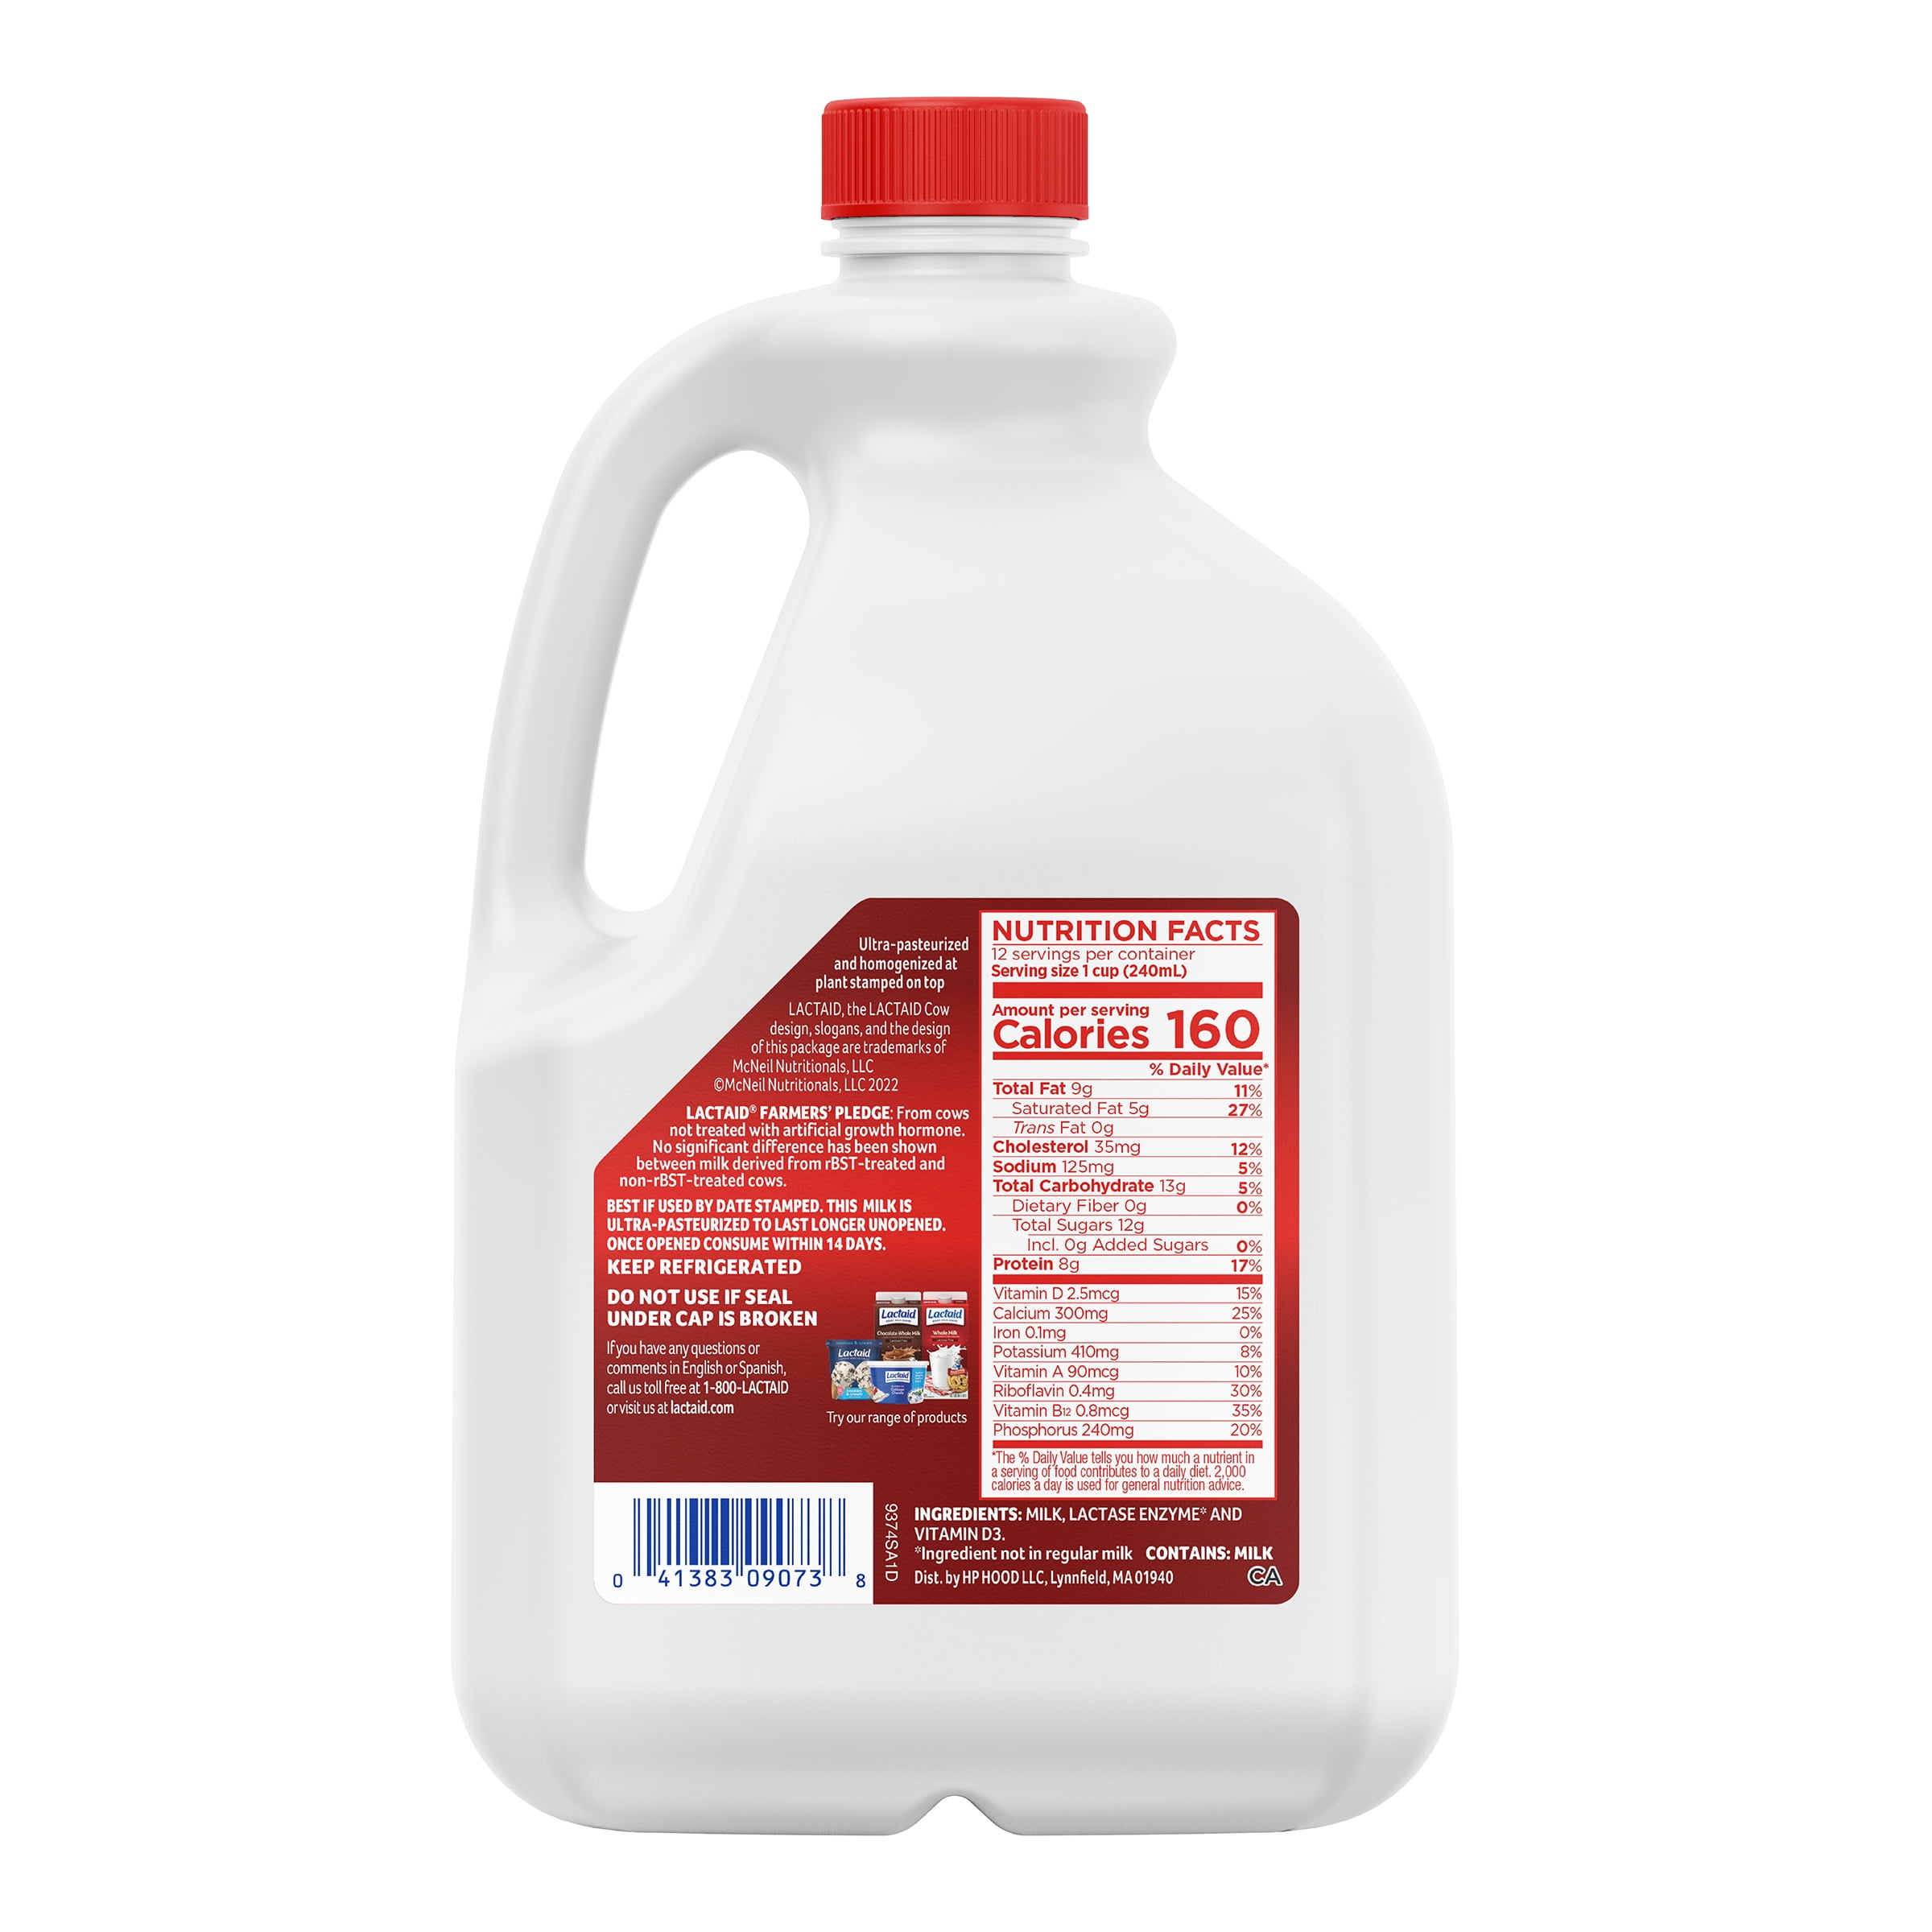 Ultra-pasteurized
and homogenized at
plant stamped on top
LACTAID, the LACTAID Cow
design, slogans, and the design
of this package are trademarks of
McNeil Nutritionals, LLC
©McNeil Nutritionals, LLC 2022
LACTAID® FARMERS' PLEDGE: From cows
not treated with artificial growth hormone.
No significant difference has been shown
between milk derived from rBST-treated and
non-rBST-treated cows.
BEST IF USED BY DATE STAMPED. THIS MILK IS
ULTRA-PASTEURIZED TO LAST LONGER UNOPENED.
ONCE OPENED CONSUME WITHIN 14 DAYS.
KEEP REFRIGERATED
DO NOT USE IF SEAL
UNDER CAP IS BROKEN
If you have any questions or
comments in English or Spanish,
call us toll free at 1-800-LACTAID
or visit us at lactaid.com
Lactaid
Chocolate Whole Milk
Lactaid
Whole Milk
Lactaid
Lactaid
Try our range of products
NUTRITION FACTS
12 servings per container
Serving size 1 cup (240mL)
Amount per serving
Calories 160
% Daily Value*
Total Fat 9g 11%
Saturated Fat 5g 27%
Trans Fat 0g
Cholesterol 35mg 12%
Sodium 125mg 5%
Total Carbohydrate 13g 5%
Dietary Fiber 0g 0%
Total Sugars 12g
Incl. 0g Added Sugars 0%
Protein 8g 17%
Vitamin D 2.5mcg 15%
Calcium 300mg 25%
Iron 0.1mg 0%
Potassium 410mg 8%
Vitamin A 90mcg 10%
Riboflavin 0.4mg 30%
Vitamin B12 0.8mcg 35%
Phosphorus 240mg 20%
*The % Daily Value tells you how much a nutrient in
a serving of food contributes to a daily diet. 2,000
calories a day is used for general nutrition advice.
0 41383 09073 8
9374SA1D
INGREDIENTS: MILK, LACTASE ENZYME* AND
VITAMIN D3.
*Ingredient not in regular milk CONTAINS: MILK
Dist. by HP HOOD LLC, Lynnfield, MA 01940
CA